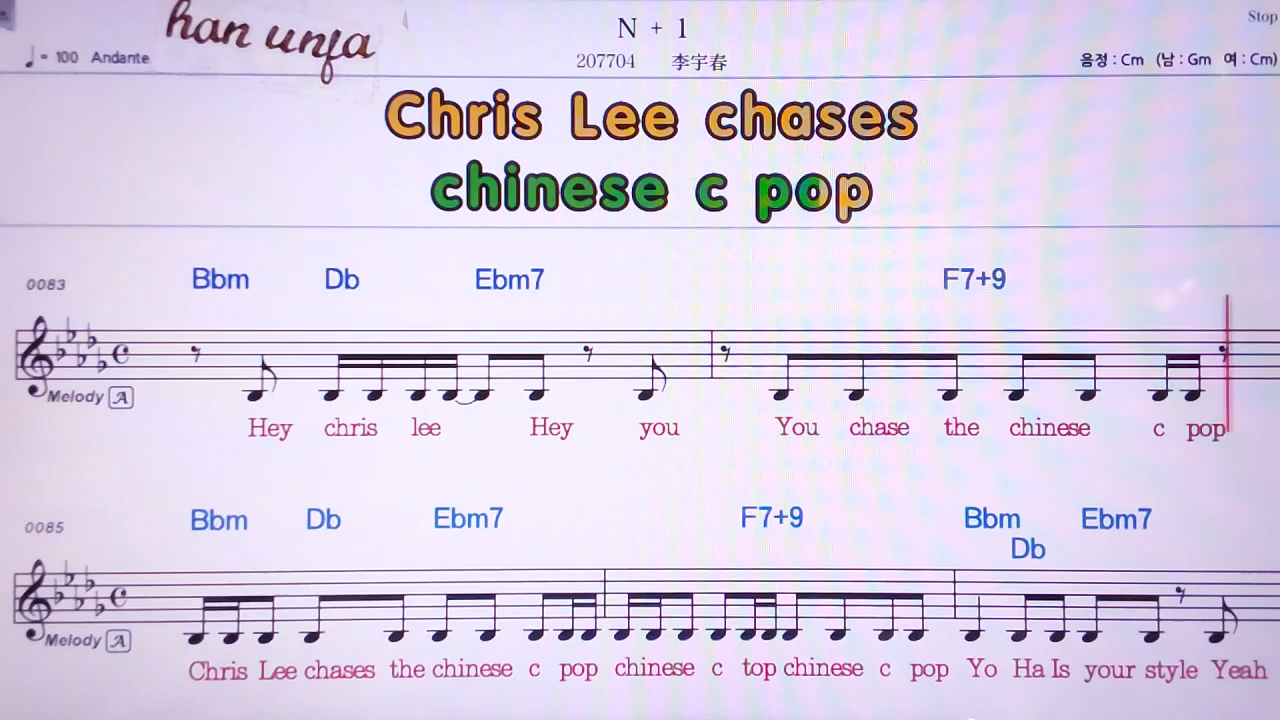 han unja
N + 1
Stop
♩= 100 Andante
207704 李宇春
음정 : Cm (남 : Gm 여 : Cm)
Chris Lee chases
chinese c pop
0083
Bbm Db Ebm7 F7+9
Melody A
Hey chris lee Hey you You chase the chinese c pop
0085
Bbm Db Ebm7 F7+9 Bbm Ebm7
Db
Melody A
Chris Lee chases the chinese c pop chinese c top chinese c pop Yo Ha Is your style Yeah